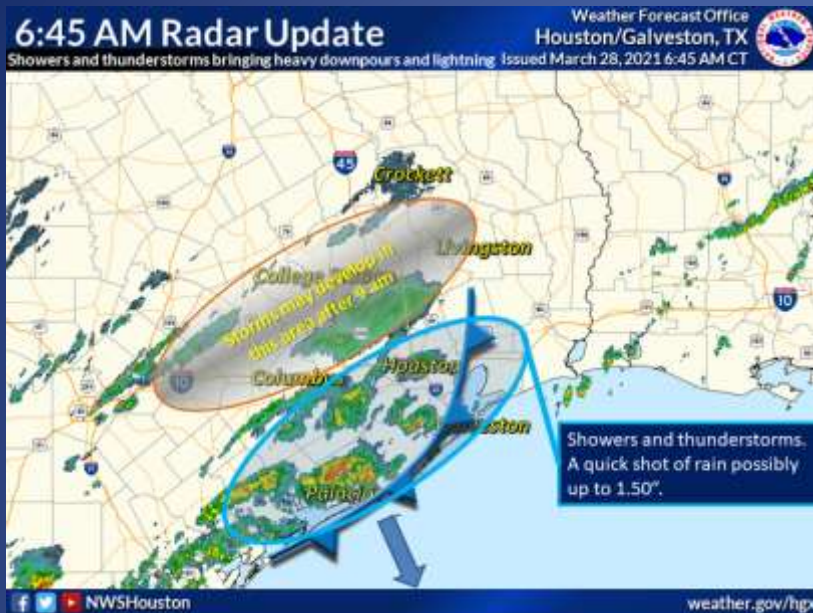 6:45 AM Radar Update
Weather Forecast Office
Houston/Galveston, TX
Showers and thunderstorms bringing heavy downpours and lightning
Issued March 28, 2021 6:45 AM CT
45
Crockett
Livingston
College
Storms may develop in
this area after 9 am
10
10
Columbus
Houston
Showers and thunderstorms.
A quick shot of rain possibly
up to 1.50".
NWSHouston
weather.gov/hgx